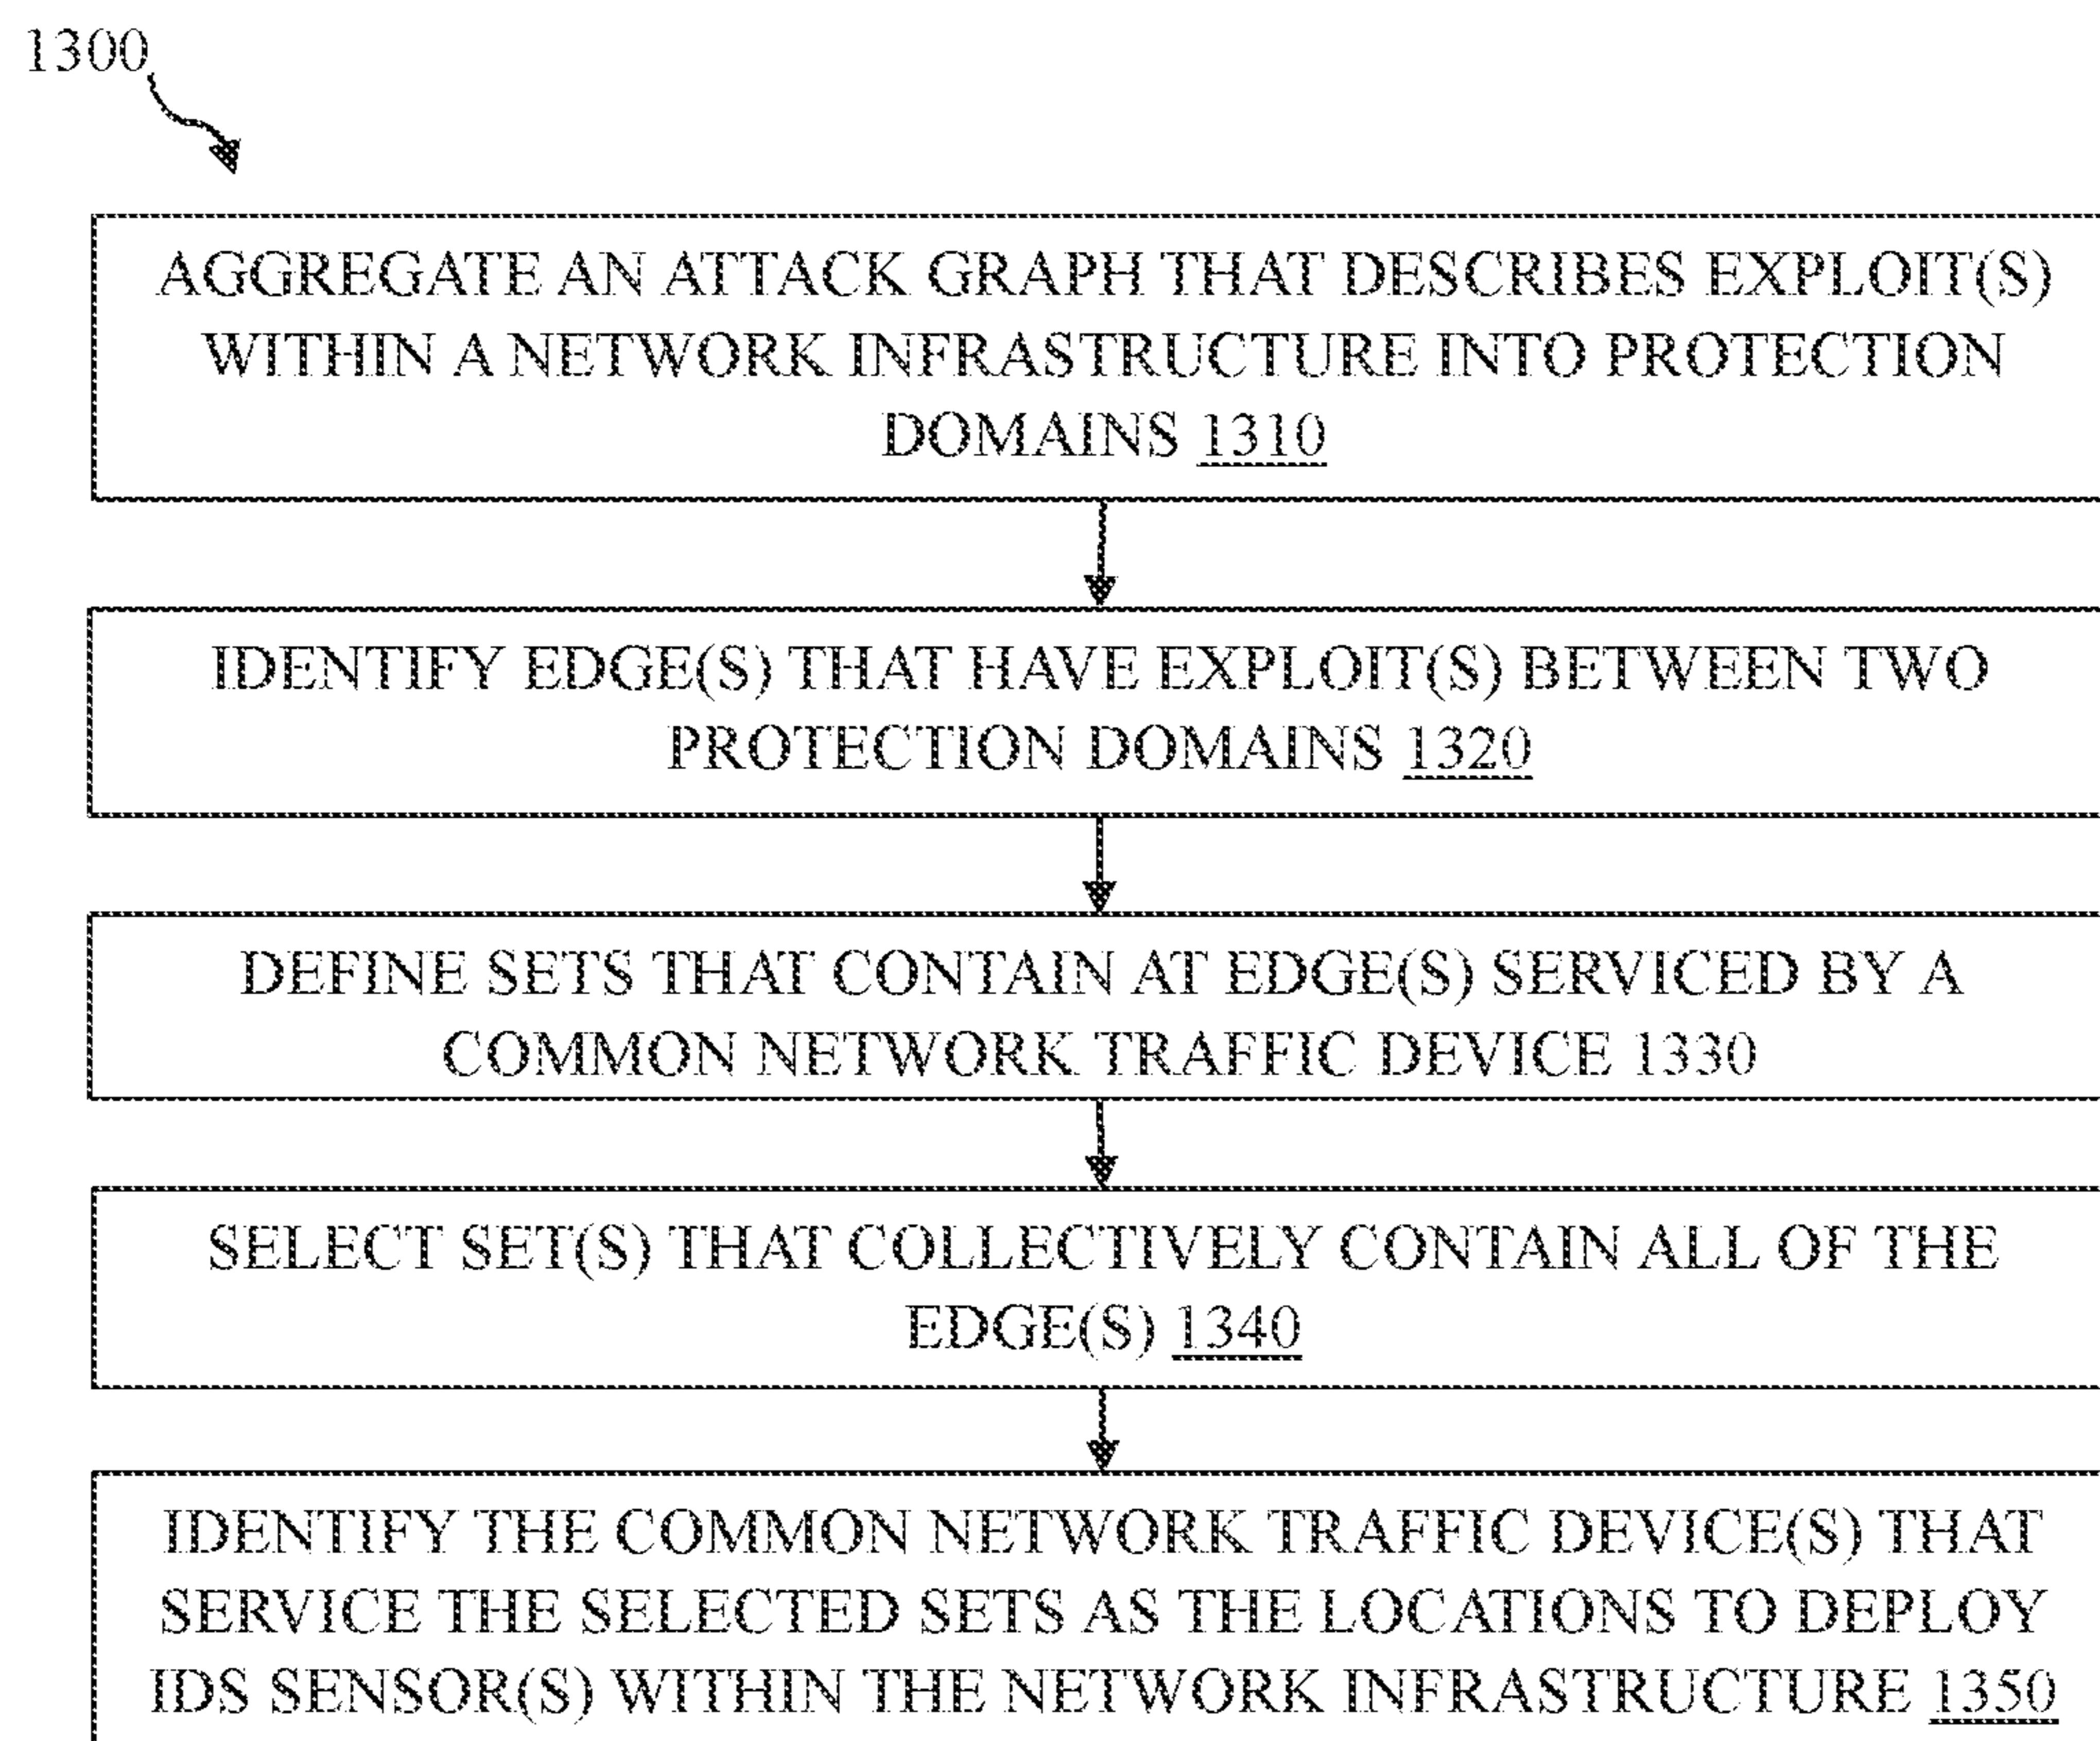 1300
AGGREGATE AN ATTACK GRAPH THAT DESCRIBES EXPLOIT(S)
WITHIN A NETWORK INFRASTRUCTURE INTO PROTECTION
DOMAINS 1310
IDENTIFY EDGE(S) THAT HAVE EXPLOIT(S) BETWEEN TWO
PROTECTION DOMAINS 1320
DEFINE SETS THAT CONTAIN AT EDGE(S) SERVICED BY A
COMMON NETWORK TRAFFIC DEVICE 1330
SELECT SET(S) THAT COLLECTIVELY CONTAIN ALL OF THE
EDGE(S) 1340
IDENTIFY THE COMMON NETWORK TRAFFIC DEVICE(S) THAT
SERVICE THE SELECTED SETS AS THE LOCATIONS TO DEPLOY
IDS SENSOR(S) WITHIN THE NETWORK INFRASTRUCTURE 1350